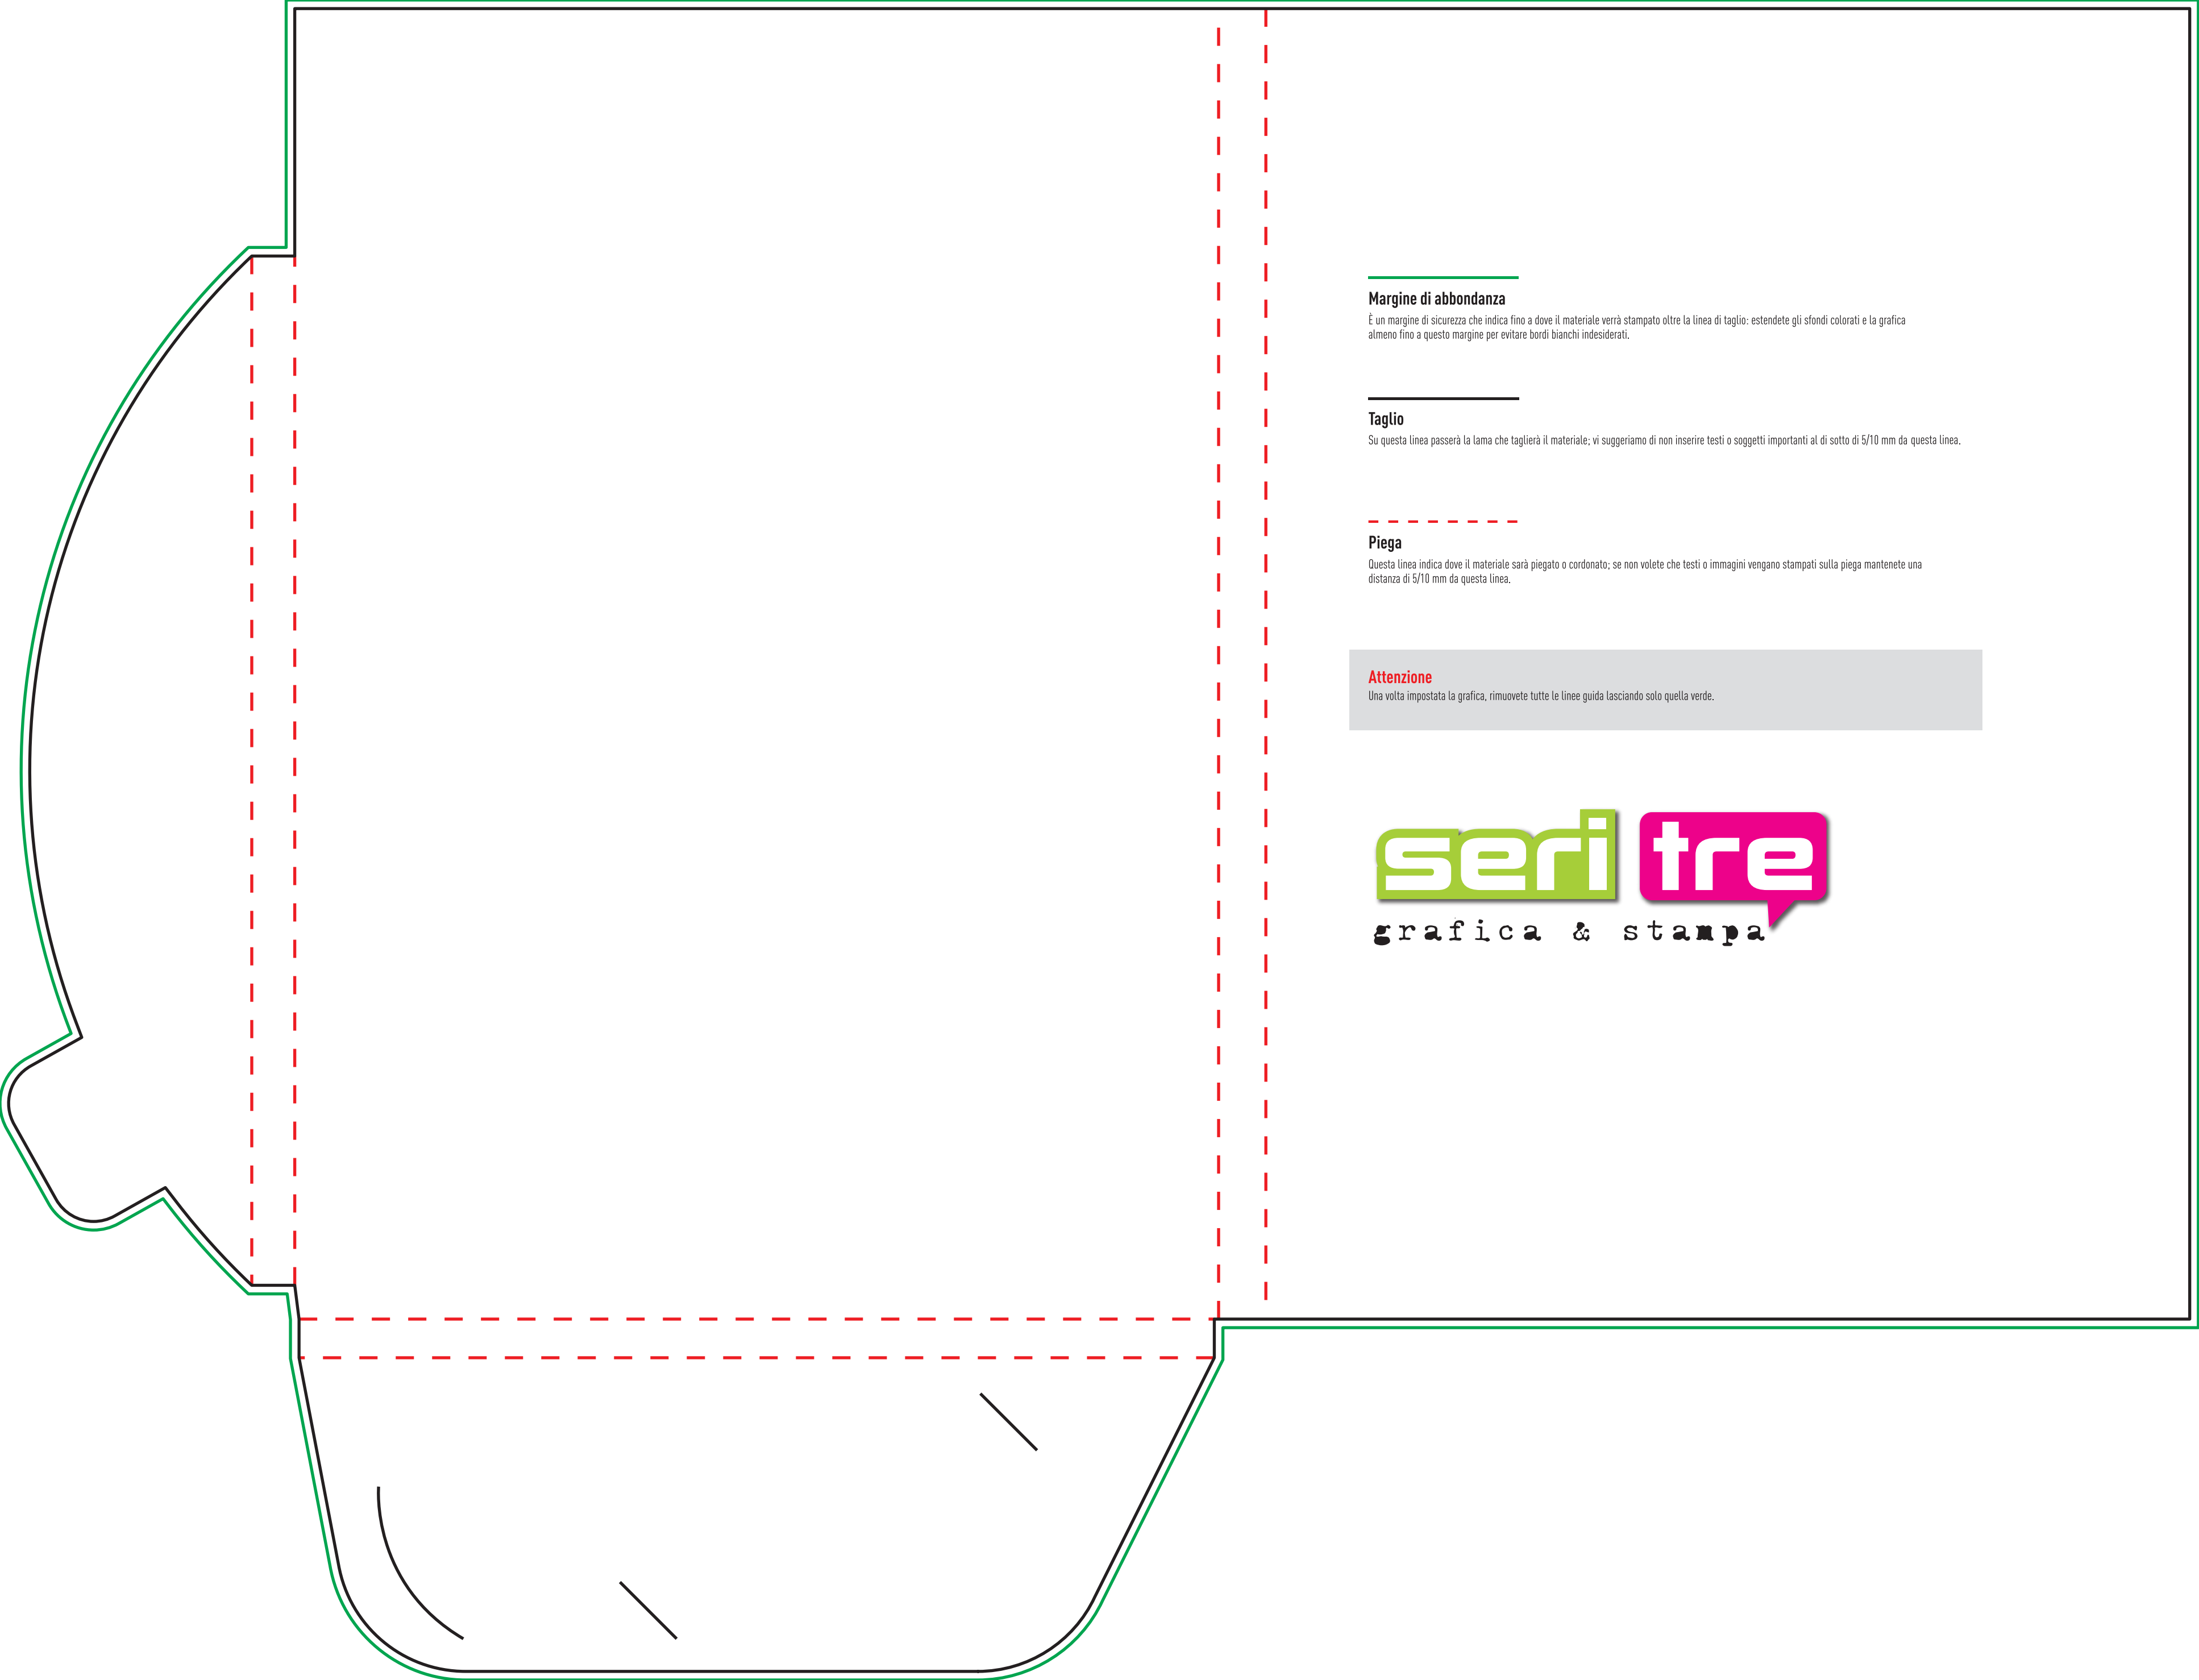 Margine di abbondanza
È un margine di sicurezza che indica fino a dove il materiale verrà stampato oltre la linea di taglio: estendete gli sfondi colorati e la grafica
almeno fino a questo margine per evitare bordi bianchi indesiderati.
Taglio
Su questa linea passerà la lama che taglierà il materiale; vi suggeriamo di non inserire testi o soggetti importanti al di sotto di 5/10 mm da questa linea.
Piega
Questa linea indica dove il materiale sarà piegato o cordonato; se non volete che testi o immagini vengano stampati sulla piega mantenete una
distanza di 5/10 mm da questa linea.
Attenzione
Una volta impostata la grafica, rimuovete tutte le linee guida lasciando solo quella verde.
seri tre
grafica & stampa